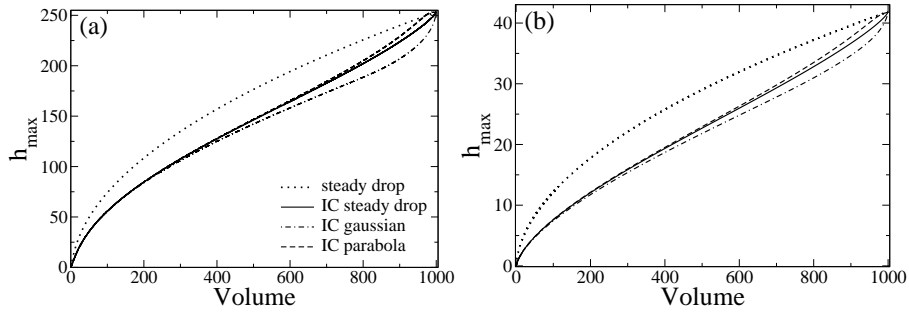 (a)
250
200
150
100
50
0
h_max
0 200 400 600 800 1000
Volume
steady drop
IC steady drop
IC gaussian
IC parabola
(b)
40
30
20
10
0
h_max
0 200 400 600 800 1000
Volume